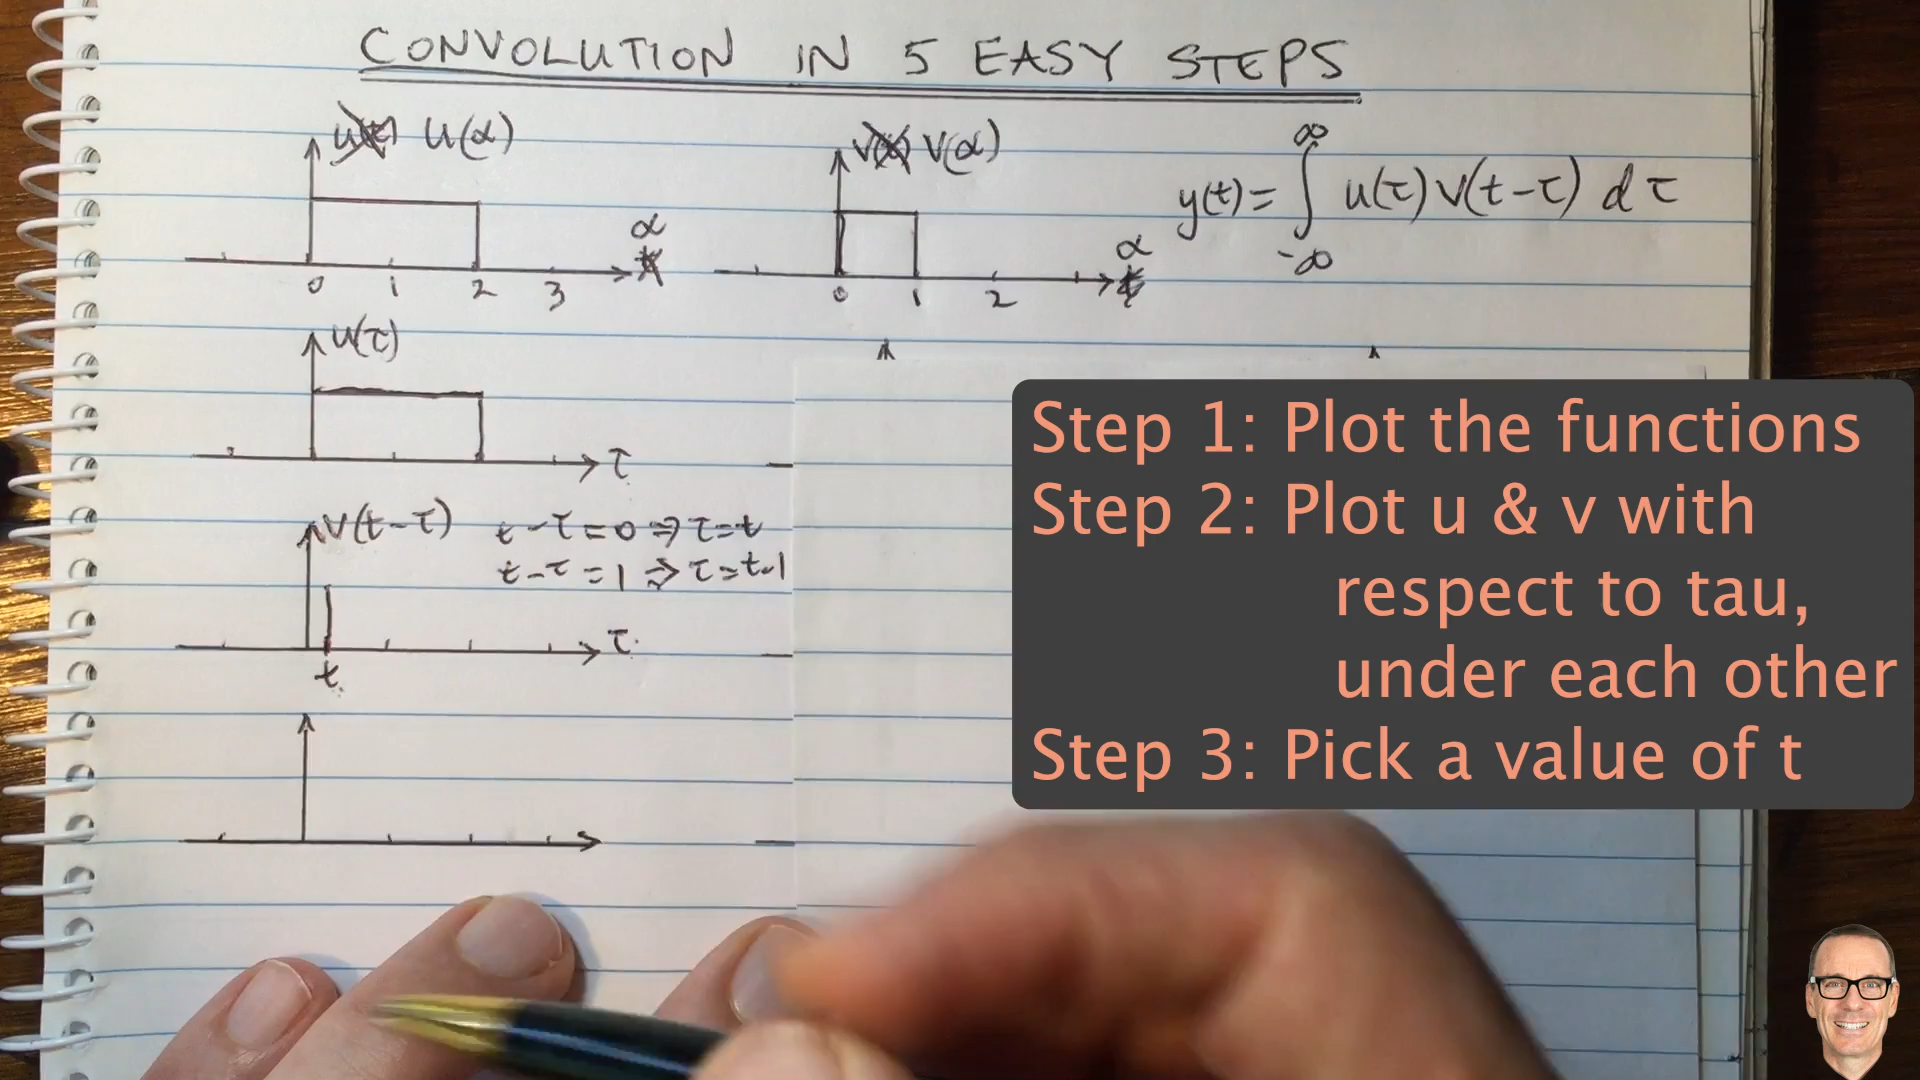 CONVOLUTION IN 5 EASY STEPS
u(α)
v(α)
y(t) = ∫ u(τ) v(t-τ) dτ
∞
-∞
α
α
0 1 2 3
0 1 2
u(τ)
τ
v(t-τ)
t-τ=0 ⇒ τ=t
t-τ=1 ⇒ τ=t-1
τ
t
Step 1: Plot the functions
Step 2: Plot u & v with
respect to tau,
under each other
Step 3: Pick a value of t